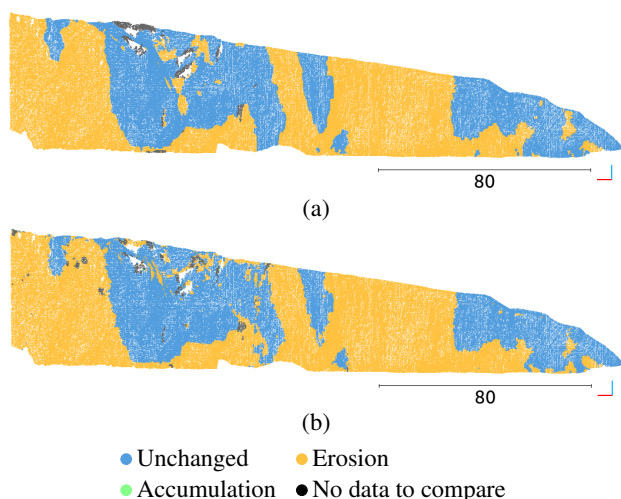 80
(a)
80
(b)
Unchanged Erosion
Accumulation No data to compare